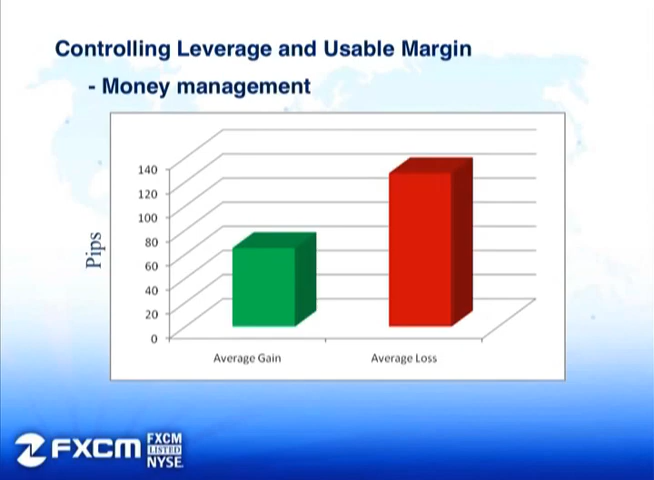 Controlling Leverage and Usable Margin
- Money management
140
120
100
80
60
40
20
0
Pips
Average Gain
Average Loss
FXCM
FXCM
LISTED
NYSE